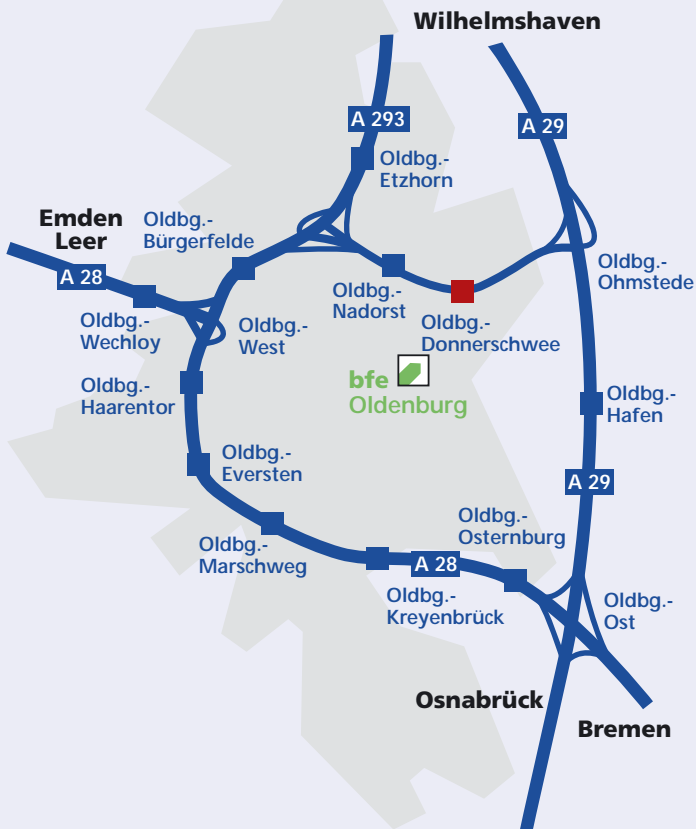 Wilhelmshaven
A 293
A 29
Oldbg.-
Etzhorn
Emden
Leer
Oldbg.-
Bürgerfelde
A 28
Oldbg.-
Ohmstede
Oldbg.-
Nadorst
Oldbg.-
Wechloy
Oldbg.-
West
Oldbg.-
Donnerschwee
bfe
Oldenburg
Oldbg.-
Haarentor
Oldbg.-
Hafen
Oldbg.-
Eversten
A 29
Oldbg.-
Osternburg
Oldbg.-
Marschweg
A 28
Oldbg.-
Kreyenbrück
Oldbg.-
Ost
Osnabrück
Bremen